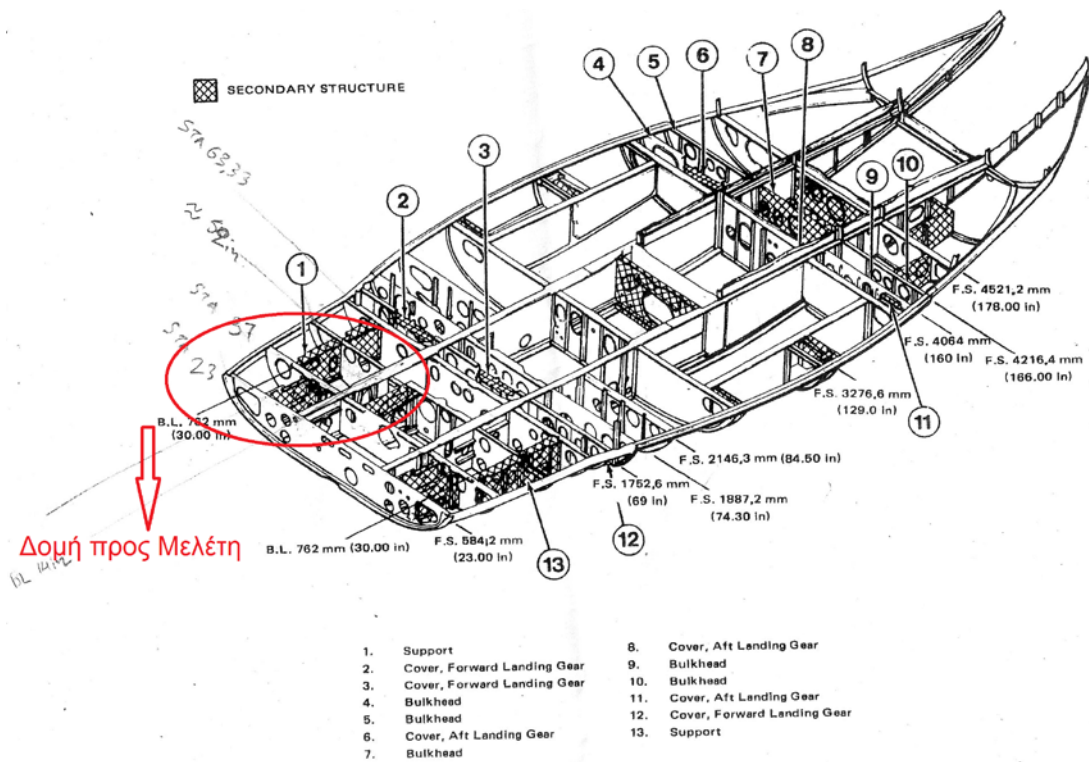 SECONDARY STRUCTURE
STA 63,33
≈ 592in
STA 37
STA 23
1
2
3
4
5
6
7
8
9
10
11
12
13
B.L. 762 mm
(30.00 in)
Δομή προς Μελέτη
BL 14in
B.L. 762 mm (30.00 in)
F.S. 584,2 mm
(23.00 in)
F.S. 1752,6 mm
(69 in)
F.S. 1887,2 mm
(74.30 in)
F.S. 2146,3 mm (84.50 in)
F.S. 3276,6 mm
(129.0 in)
F.S. 4064 mm
(160 in)
F.S. 4216,4 mm
(166.00 in)
F.S. 4521,2 mm
(178.00 in)
1. Support
2. Cover, Forward Landing Gear
3. Cover, Forward Landing Gear
4. Bulkhead
5. Bulkhead
6. Cover, Aft Landing Gear
7. Bulkhead
8. Cover, Aft Landing Gear
9. Bulkhead
10. Bulkhead
11. Cover, Aft Landing Gear
12. Cover, Forward Landing Gear
13. Support